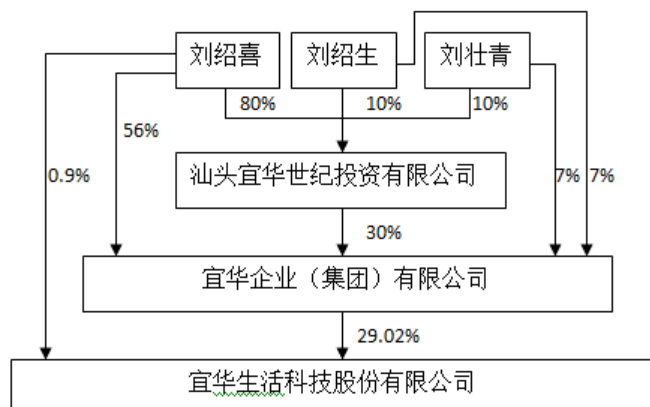 刘绍喜
刘绍生
刘壮青
80%
10%
10%
56%
0.9%
汕头宜华世纪投资有限公司
7%
7%
30%
宜华企业（集团）有限公司
29.02%
宜华生活科技股份有限公司